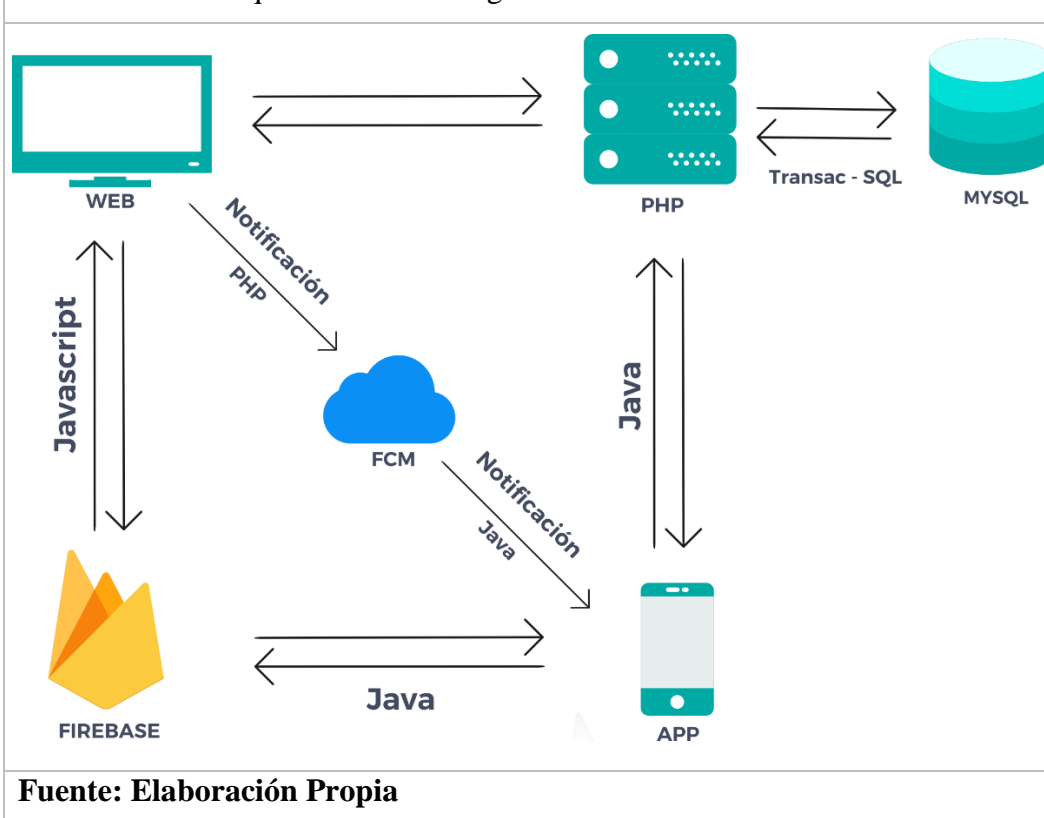 WEB
PHP
Transac - SQL
MYSQL
Notificación
PHP
Javascript
Java
FCM
Notificación
Java
FIREBASE
Java
APP
Fuente: Elaboración Propia